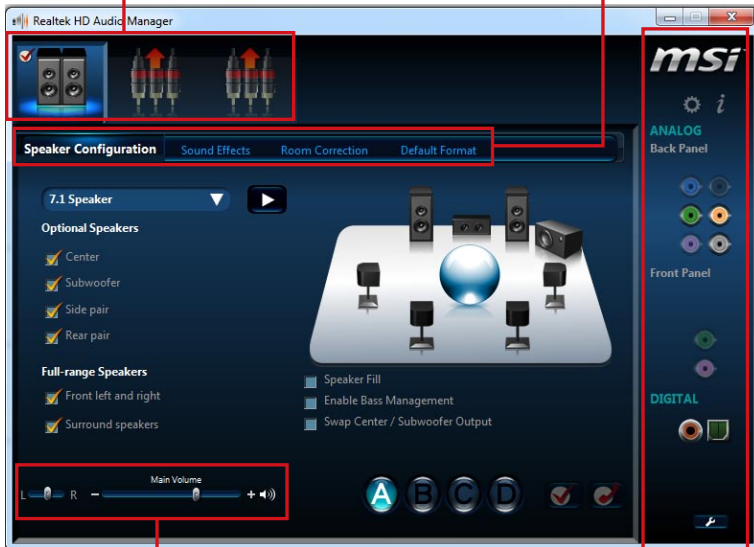 Realtek HD Audio Manager
msi
i
ANALOG
Back Panel
Speaker Configuration
Sound Effects
Room Correction
Default Format
7.1 Speaker
Optional Speakers
Center
Subwoofer
Side pair
Rear pair
Full-range Speakers
Front left and right
Surround speakers
Speaker Fill
Enable Bass Management
Swap Center / Subwoofer Output
Front Panel
DIGITAL
Main Volume
L R - +
A B C D